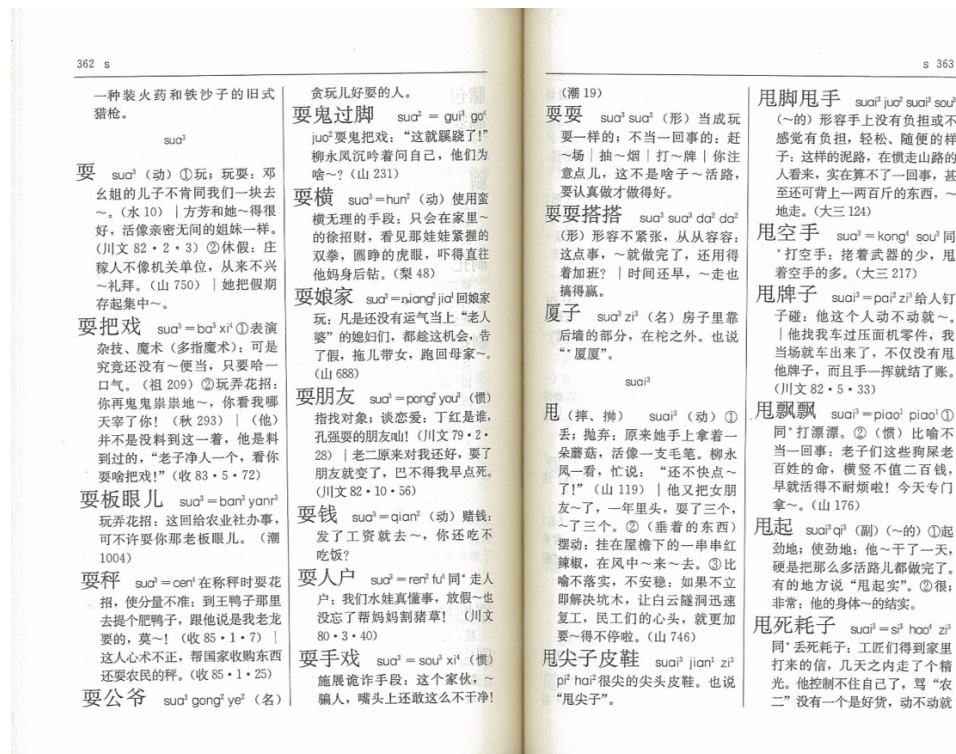 362 s
一种装火药和铁沙子的旧式
猎枪。
sua³
耍 sua³（动）①玩；玩耍：邓
幺姐的儿子不肯同我们一块去
～。（水 10）｜方芳和她～得很
好，活像亲密无间的姐妹一样。
（川文 82·2·3）②休假：庄
稼人不像机关单位，从来不兴
～礼拜。（山 750）｜她把假期
存起集中～。
耍把戏 sua³=ba³ xi⁴ ①表演
杂技、魔术（多指魔术）：可是
究竟还没有～便当，只要哈一
口气。（祖 209）②玩弄花招：
你再鬼鬼祟祟地～，你看我哪
天宰了你！（秋 293）｜（他）
并不是没料到这一着，他是料
到过的，“老子净人一个，看你
耍啥把戏！”（收 83·5·72）
耍板眼儿 sua³=ban³ yanr³
玩弄花招：这回给农业社办事，
可不许耍你那老板眼儿。（潮
1004）
耍秤 sua³=cen⁴ 在称秤时耍花
招，使分量不准：到王鸭子那里
去提个肥鸭子，跟他说是我老龙
要的，莫～！（收 85·1·7）｜
这人心术不正，帮国家收购东西
还耍农民的秤。（收 85·1·25）
耍公爷 sua³ gong² ye²（名）
贪玩儿好耍的人。
耍鬼过脚 sua³=gui³ go⁴
juo² 耍鬼把戏：“这就蹊跷了！”
柳永凤沉吟着问自己，他们为
啥～？（山 231）
耍横 sua³=hun²（动）使用蛮
横无理的手段：只会在家里～
的徐招财，看见那娃娃紧握的
双拳，圆睁的虎眼，吓得直往
他妈身后钻。（梨 48）
耍娘家 sua³=niang² jia¹ 回娘家
玩：凡是还没有运气当上“老人
婆”的媳妇们，都趁这机会，告
了假，拖儿带女，跑回母家～。
（山 688）
耍朋友 sua³=pong² you³（惯）
指找对象；谈恋爱：丁红是谁，
孔强耍的朋友吔！（川文 79·2·
28）｜老二原来对我还好，耍了
朋友就变了，巴不得我早点死。
（川文 82·10·56）
耍钱 sua³=qian²（动）赌钱：
发了工资就去～，你还吃不
吃饭？
耍人户 sua³=ren² fu⁴ 同*走人
户：我们水娃真懂事，放假～也
没忘了帮妈妈割猪草！（川文
80·3·40）
耍手戏 sua³=sou³ xi⁴（惯）
施展诡诈手段：这个家伙，～
骗人，嘴头上还敢这么不干净！
s 363
（潮 19）
耍耍 sua³ sua³（形）当成玩
耍一样的；不当一回事的：赶
～场｜抽～烟｜打～牌｜你注
意点儿，这不是啥子～活路，
要认真做才做得好。
耍耍搭搭 sua³ sua³ da² da²
（形）形容不紧张，从从容容：
这点事，～就做完了，还用得
着加班？｜时间还早，～走也
搞得赢。
厦子 sua³ zi³（名）房子里靠
后墙的部分，在柁之外。也说
“*厦厦”。
suai³
甩（摔、㧐） suai³（动）①
丢；抛弃：原来她手上拿着一
朵蘑菇，活像一支毛笔。柳永
凤一看，忙说：“还不快点～
了！”（山 119）｜他又把女朋
友～了，一年里头，耍了三个，
～了三个。②（垂着的东西）
摆动：挂在屋檐下的一串串红
辣椒，在风中～来～去。③比
喻不落实，不安稳：如果不立
即解决坑木，让白云隧洞迅速
复工，民工们的心头，就更加
要～得不停啦。（山 746）
甩尖子皮鞋 suai³ jian¹ zi³
pi² hai² 很尖的尖头皮鞋。也说
“甩尖子”。
甩脚甩手 suai³ juo² suai³ sou³
（～的）形容手上没有负担或不
感觉有负担，轻松、随便的样
子：这样的泥路，在惯走山路的
人看来，实在算不了一回事，甚
至还可背上一两百斤的东西，～
地走。（大三 124）
甩空手 suai³=kong⁴ sou³ 同
*打空手：拢着武器的少，甩
着空手的多。（大三 217）
甩牌子 suai³=pai² zi³ 给人钉
子碰：他这个人动不动就～。
｜他找我车过压面机零件，我
当场就车出来了，不仅没有甩
他牌子，而且手一挥就结了账。
（川文 82·5·33）
甩飘飘 suai³=piao¹ piao¹ ①
同*打漂漂。②（惯）比喻不
当一回事：老子们这些狗屎老
百姓的命，横竖不值二百钱，
早就活得不耐烦啦！今天专门
拿～。（山 176）
甩起 suai³ qi³（副）（～的）①起
劲地；使劲地：他～干了一天，
硬是把那么多活路儿都做完了。
有的地方说“甩起实”。②很；
非常：他的身体～的结实。
甩死耗子 suai³=si³ hao⁴ zi³
同*丢死耗子：工匠们得到家里
打来的信，几天之内走了个精
光。他控制不住自己了，骂“农
二”没有一个是好货，动不动就